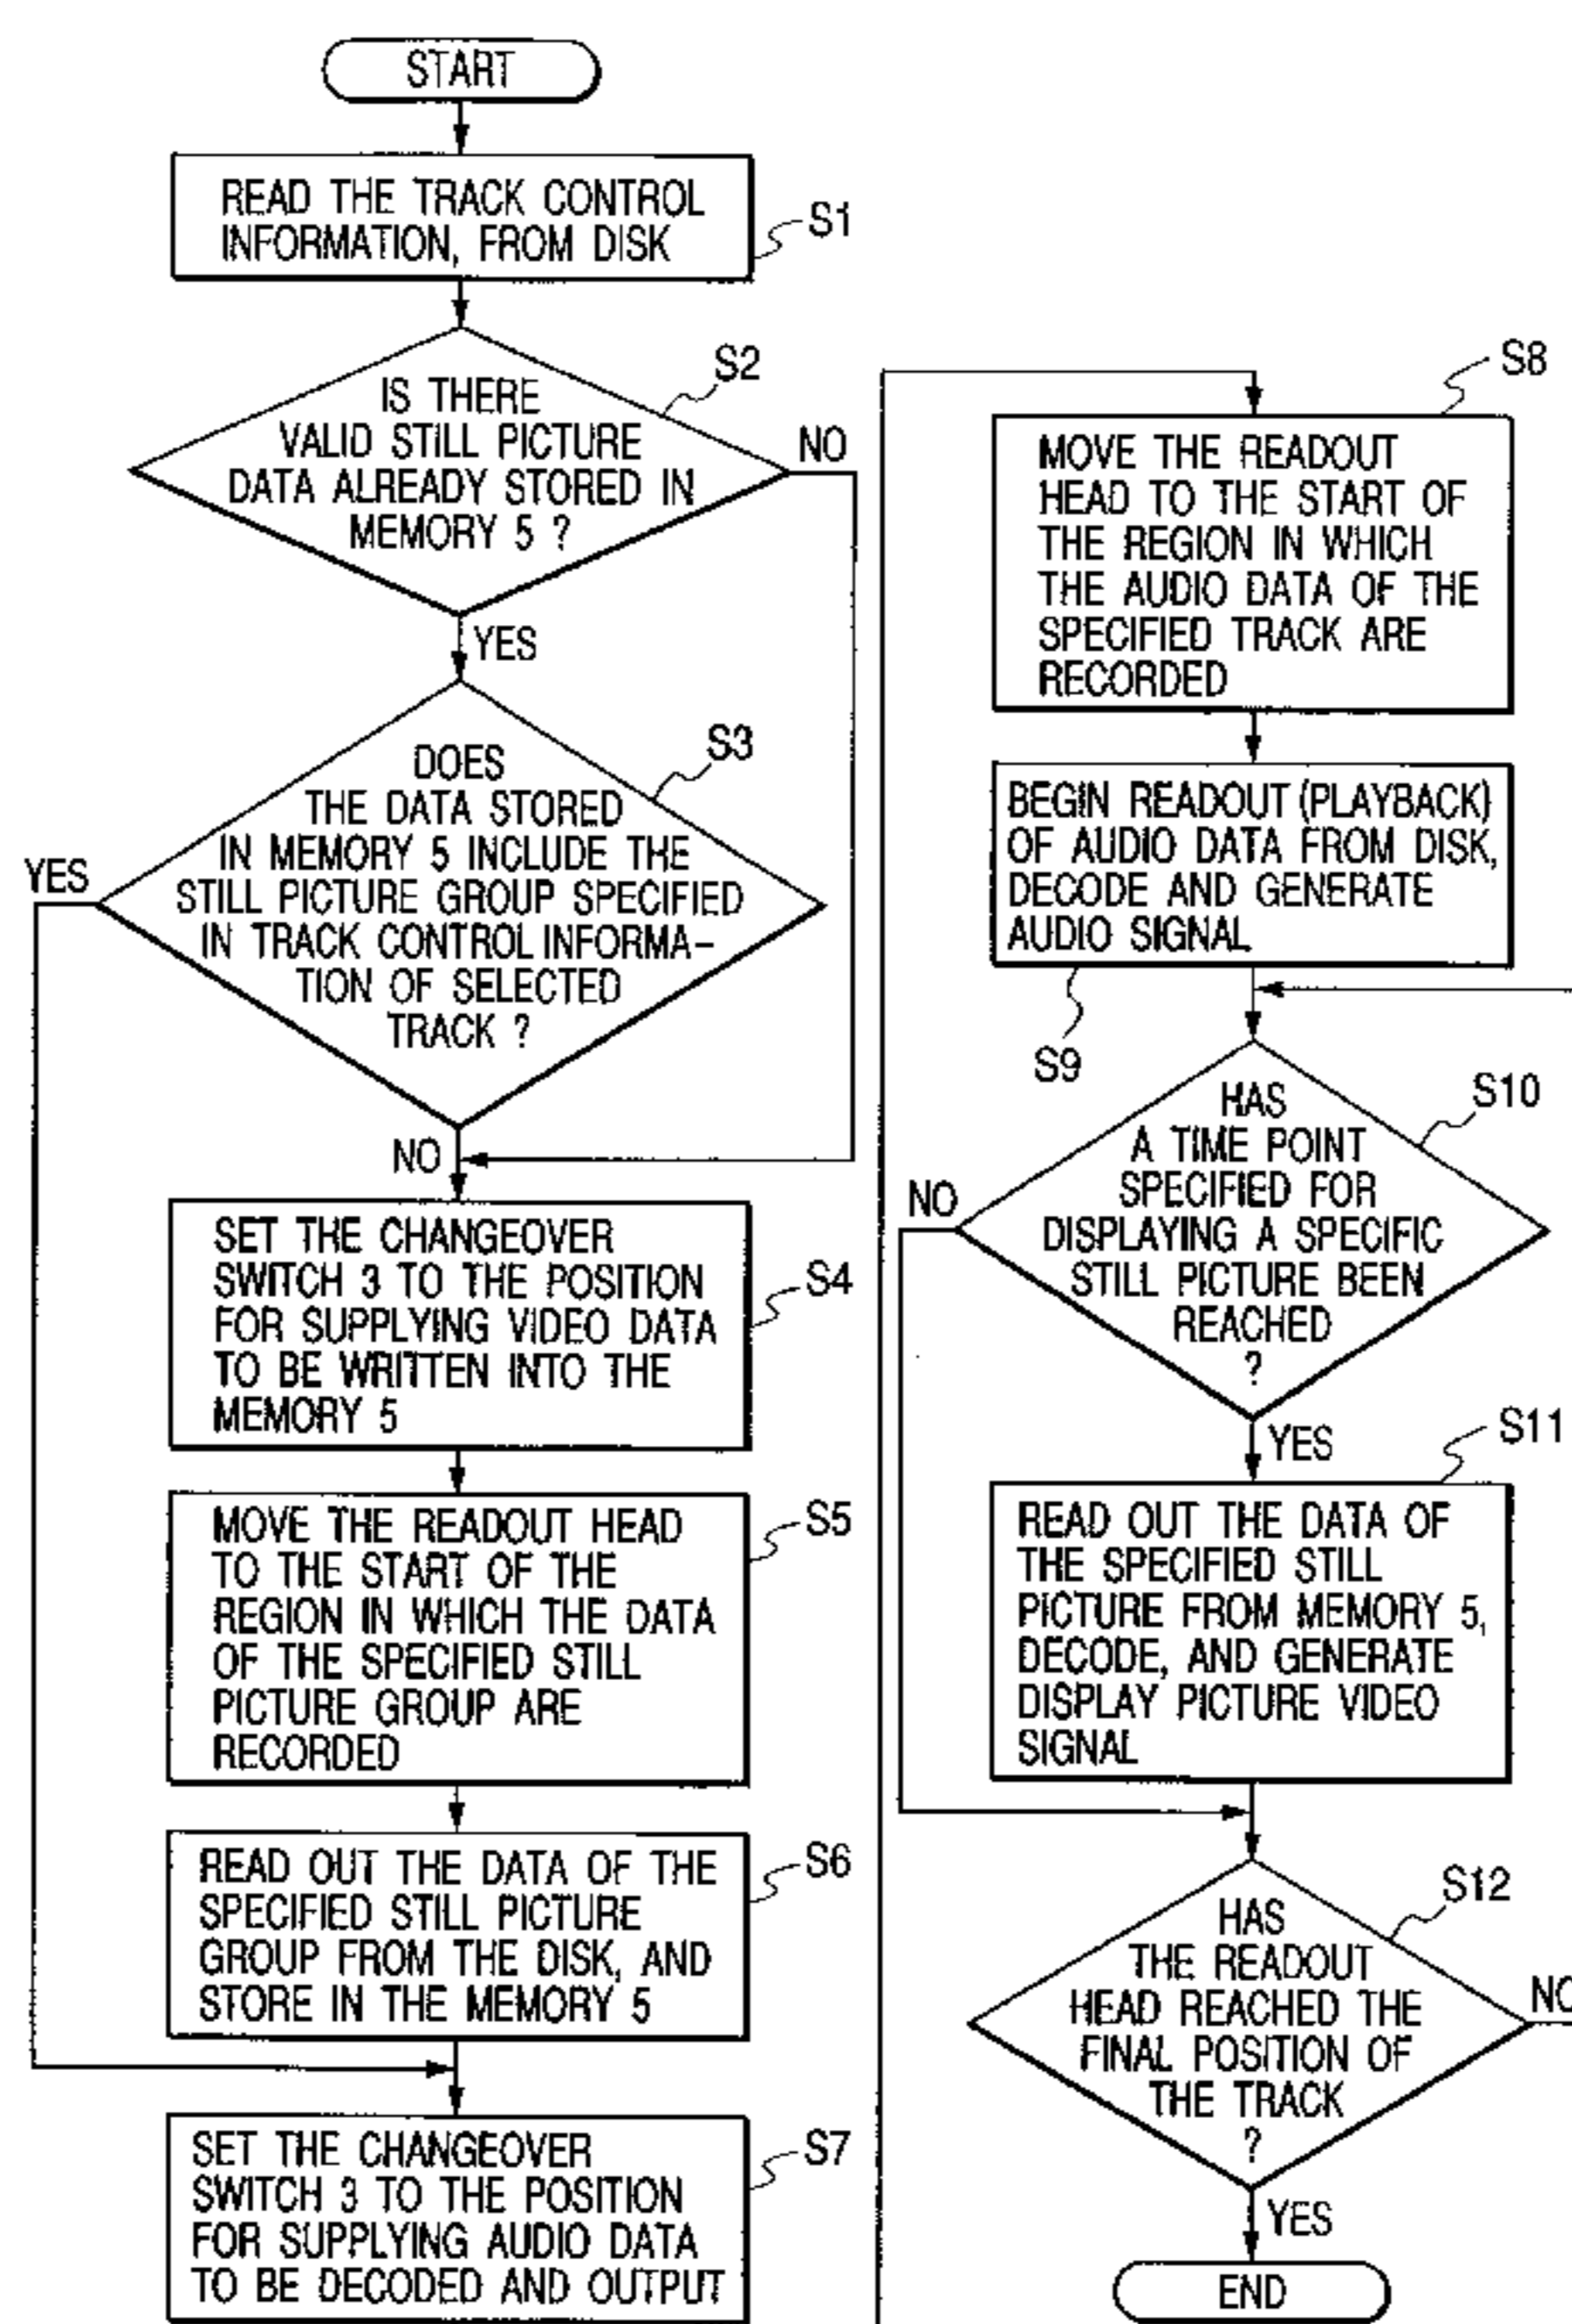 START
READ THE TRACK CONTROL
INFORMATION, FROM DISK
S1
S2
IS THERE
VALID STILL PICTURE
DATA ALREADY STORED IN
MEMORY 5 ?
NO
YES
S3
DOES
THE DATA STORED
IN MEMORY 5 INCLUDE THE
STILL PICTURE GROUP SPECIFIED
IN TRACK CONTROL INFORMA-
TION OF SELECTED
TRACK ?
YES
NO
SET THE CHANGEOVER
SWITCH 3 TO THE POSITION
FOR SUPPLYING VIDEO DATA
TO BE WRITTEN INTO THE
MEMORY 5
S4
MOVE THE READOUT HEAD
TO THE START OF THE
REGION IN WHICH THE DATA
OF THE SPECIFIED STILL
PICTURE GROUP ARE
RECORDED
S5
READ OUT THE DATA OF THE
SPECIFIED STILL PICTURE
GROUP FROM THE DISK, AND
STORE IN THE MEMORY 5
S6
SET THE CHANGEOVER
SWITCH 3 TO THE POSITION
FOR SUPPLYING AUDIO DATA
TO BE DECODED AND OUTPUT
S7
S8
MOVE THE READOUT
HEAD TO THE START OF
THE REGION IN WHICH
THE AUDIO DATA OF THE
SPECIFIED TRACK ARE
RECORDED
BEGIN READOUT (PLAYBACK)
OF AUDIO DATA FROM DISK,
DECODE AND GENERATE
AUDIO SIGNAL
S9
S10
HAS
A TIME POINT
SPECIFIED FOR
DISPLAYING A SPECIFIC
STILL PICTURE BEEN
REACHED
?
NO
YES
S11
READ OUT THE DATA OF
THE SPECIFIED STILL
PICTURE FROM MEMORY 5,
DECODE, AND GENERATE
DISPLAY PICTURE VIDEO
SIGNAL
S12
HAS
THE READOUT
HEAD REACHED THE
FINAL POSITION OF
THE TRACK
?
NO
YES
END